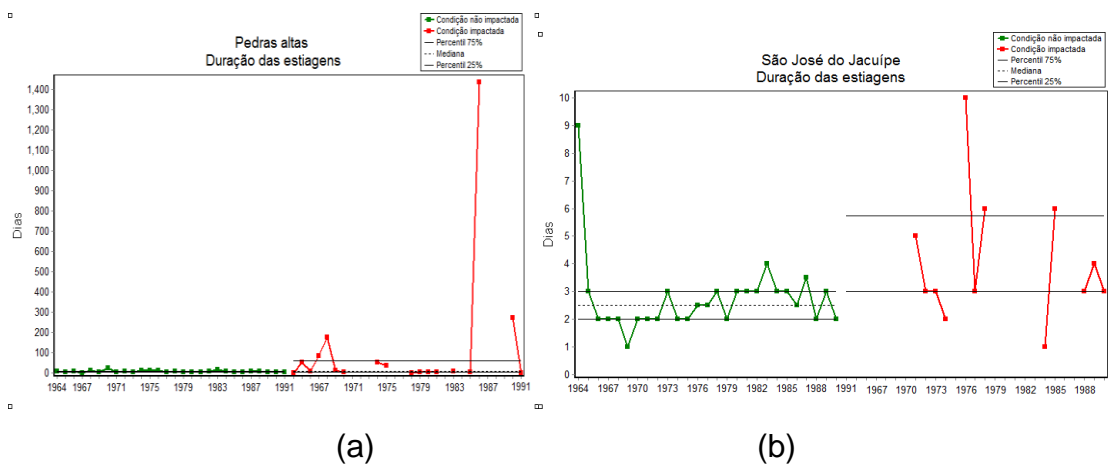 Pedras altas
Duração das estiagens
Condição não impactada
Condição impactada
Percentil 75%
Mediana
Percentil 25%
Dias
1,400
1,300
1,200
1,100
1,000
900
800
700
600
500
400
300
200
100
0
1964 1967 1971 1975 1979 1983 1987 1991 1967 1971 1975 1979 1983 1987 1991
(a)
São José do Jacuípe
Duração das estiagens
Condição não impactada
Condição impactada
Percentil 75%
Mediana
Percentil 25%
Dias
10
9
8
7
6
5
4
3
2
1
0
1964 1967 1970 1973 1976 1979 1982 1985 1988 1991 1967 1970 1973 1976 1979 1982 1985 1988
(b)